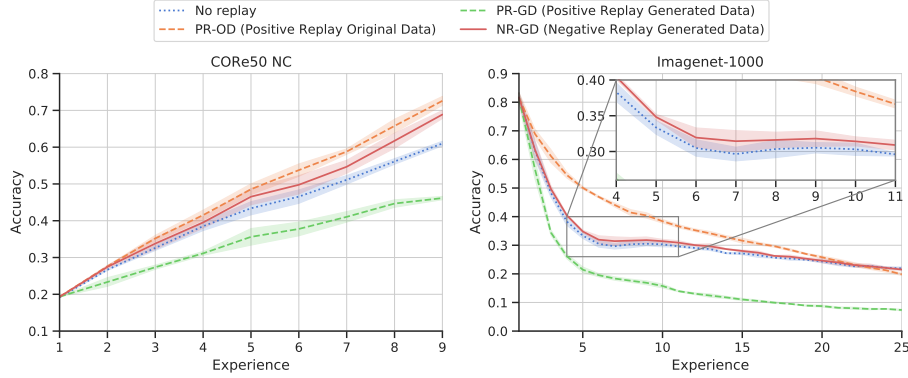 No replay
PR-OD (Positive Replay Original Data)
PR-GD (Positive Replay Generated Data)
NR-GD (Negative Replay Generated Data)
CORe50 NC
Accuracy
0.8
0.7
0.6
0.5
0.4
0.3
0.2
0.1
1 2 3 4 5 6 7 8 9
Experience
Imagenet-1000
Accuracy
0.9
0.8
0.7
0.6
0.5
0.4
0.3
0.2
0.1
0.0
5 10 15 20 25
Experience
0.40
0.35
0.30
4 5 6 7 8 9 10 11